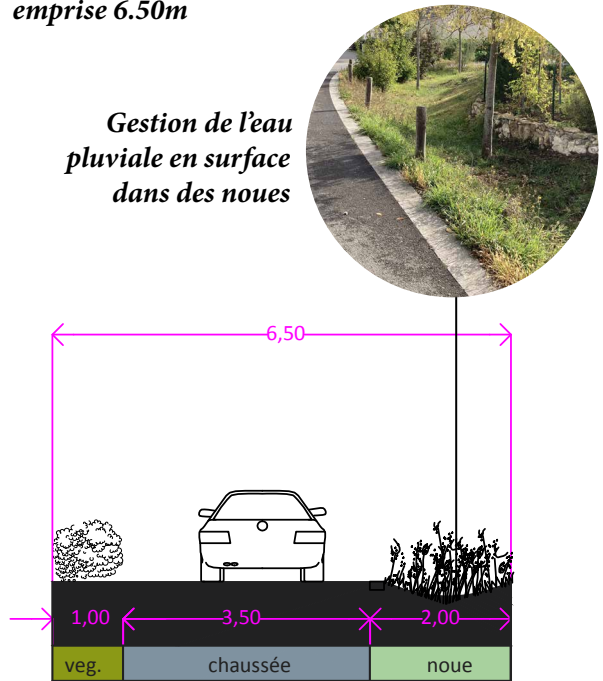 emprise 6.50m
Gestion de l'eau
pluviale en surface
dans des noues
6,50
1,00 3,50 2,00
veg. chaussée noue